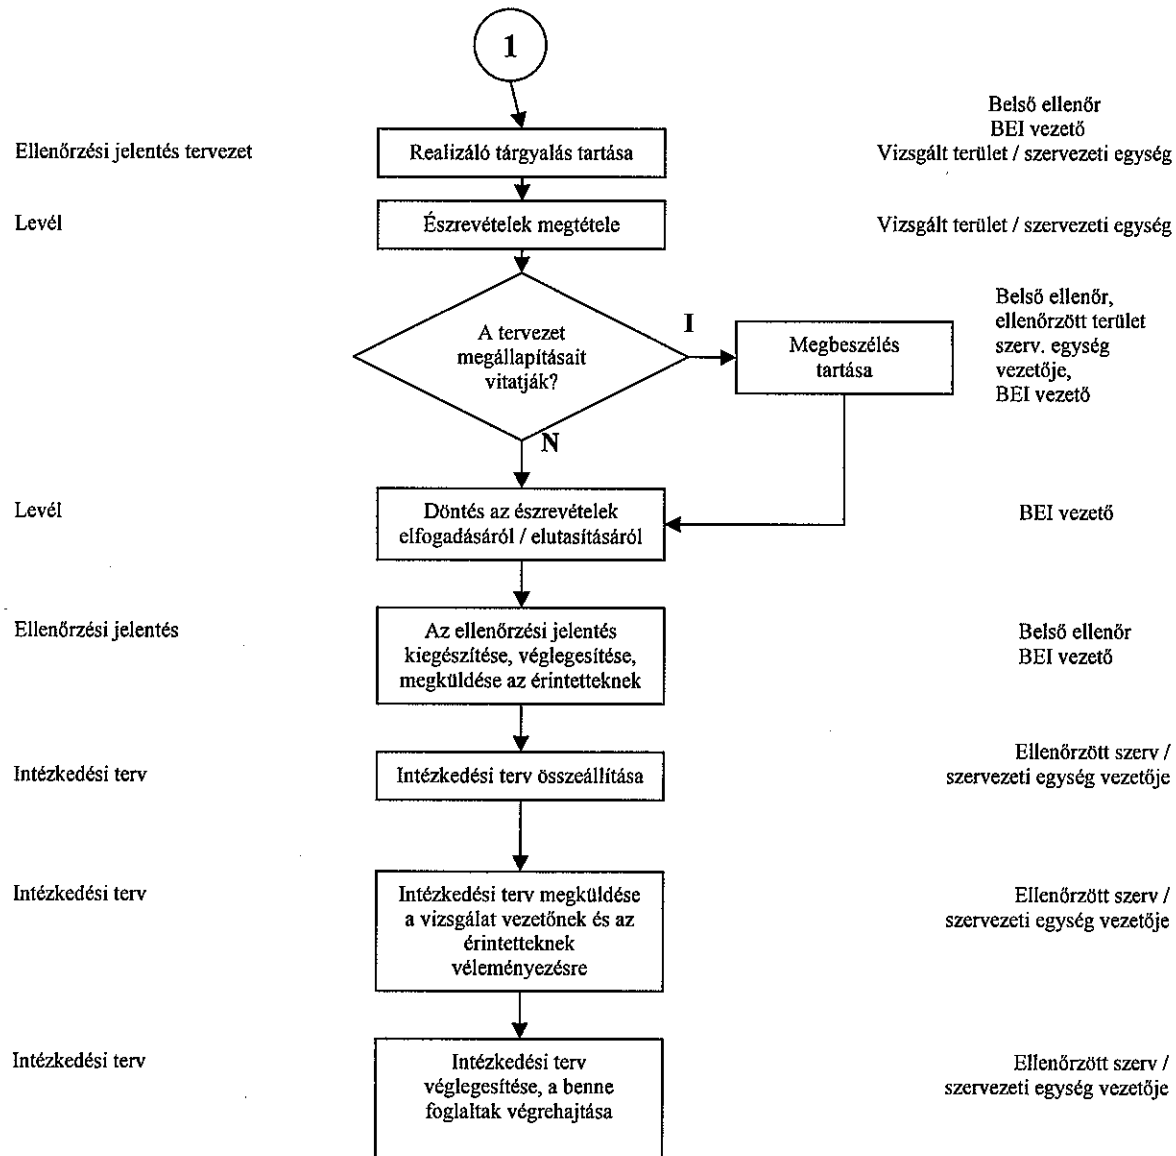 1
Belső ellenőr
BEI vezető
Ellenőrzési jelentés tervezet
Realizáló tárgyalás tartása
Vizsgált terület / szervezeti egység
Levél
Észrevételek megtétele
Vizsgált terület / szervezeti egység
A tervezet
megállapításait
vitatják?
I
N
Megbeszélés
tartása
Belső ellenőr,
ellenőrzött terület
szerv. egység
vezetője,
BEI vezető
Levél
Döntés az észrevételek
elfogadásáról / elutasításáról
BEI vezető
Ellenőrzési jelentés
Az ellenőrzési jelentés
kiegészítése, véglegesítése,
megküldése az érintetteknek
Belső ellenőr
BEI vezető
Intézkedési terv
Intézkedési terv összeállítása
Ellenőrzött szerv /
szervezeti egység vezetője
Intézkedési terv
Intézkedési terv megküldése
a vizsgálat vezetőnek és az
érintetteknek
véleményezésre
Ellenőrzött szerv /
szervezeti egység vezetője
Intézkedési terv
Intézkedési terv
véglegesítése, a benne
foglaltak végrehajtása
Ellenőrzött szerv /
szervezeti egység vezetője